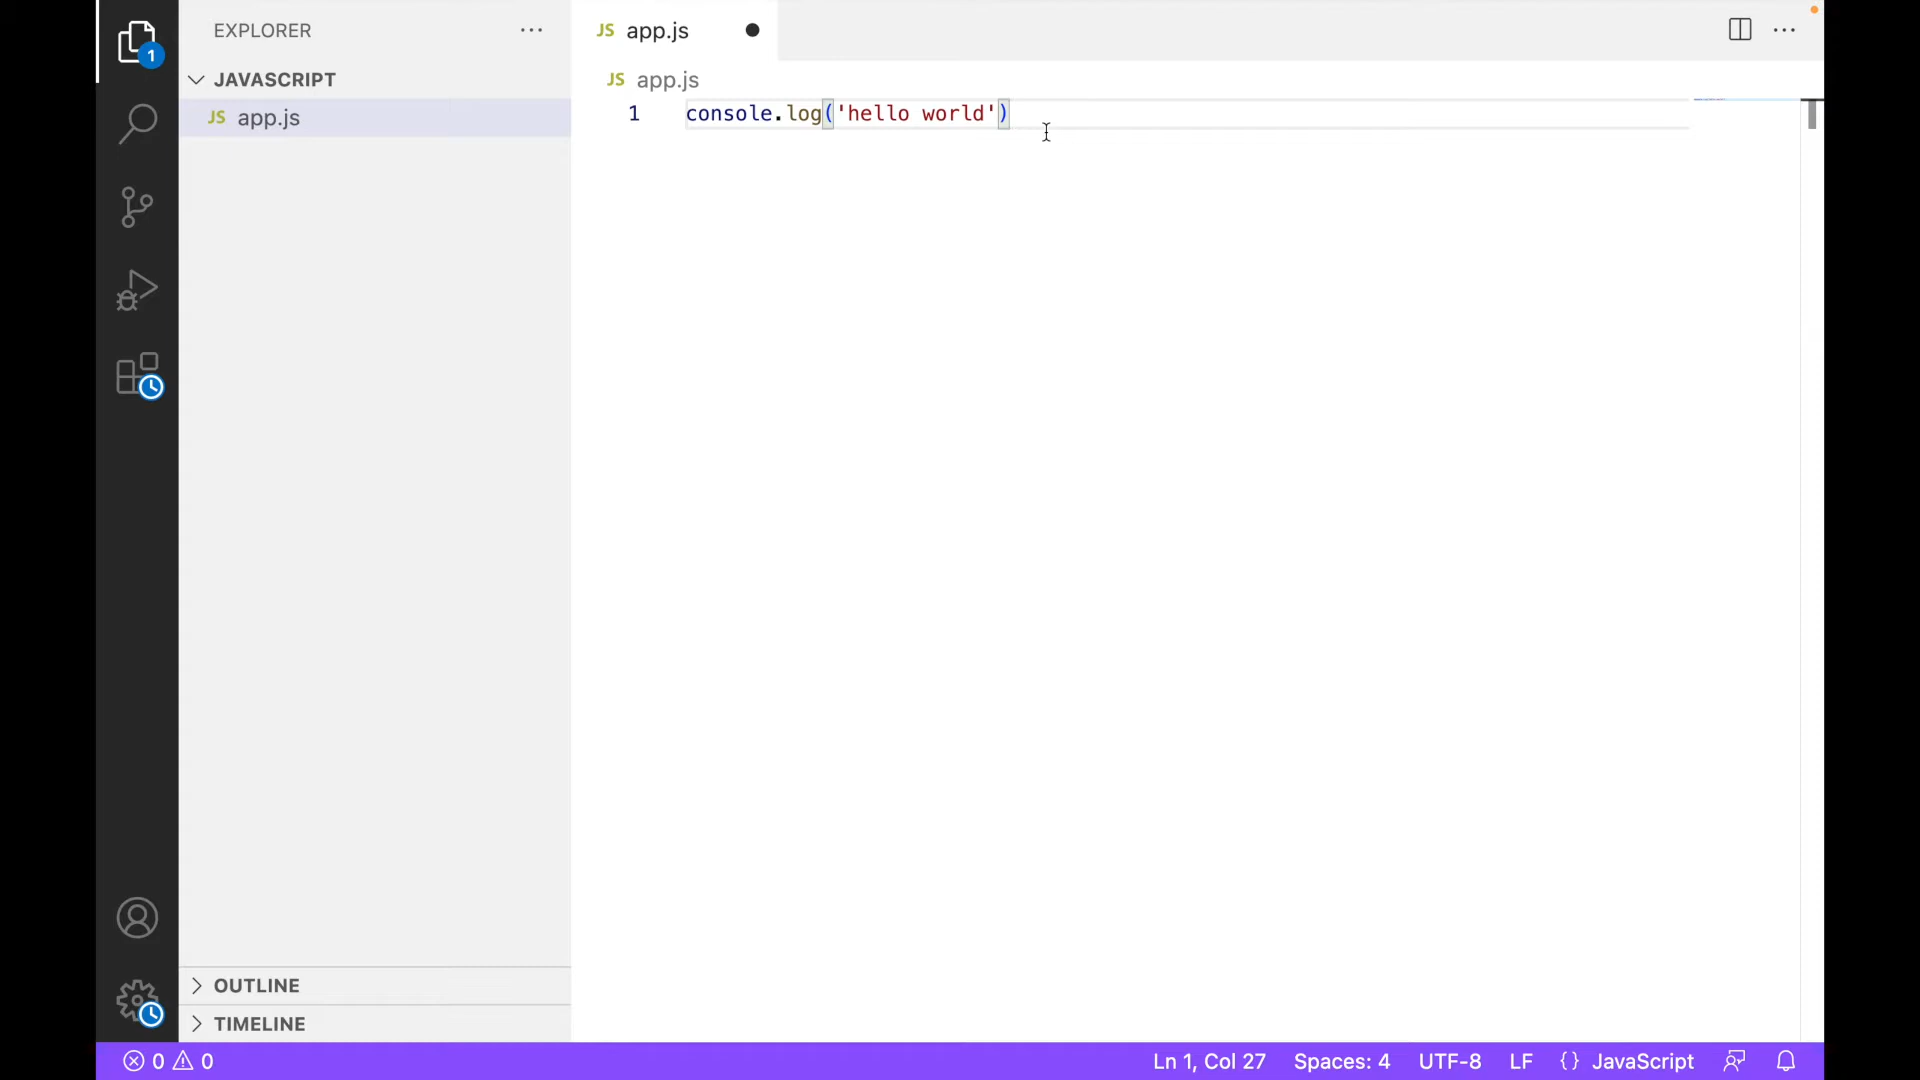 EXPLORER
JAVASCRIPT
JS app.js
JS app.js
JS app.js
1 console.log('hello world')
1
OUTLINE
TIMELINE
0 0
Ln 1, Col 27 Spaces: 4 UTF-8 LF {} JavaScript